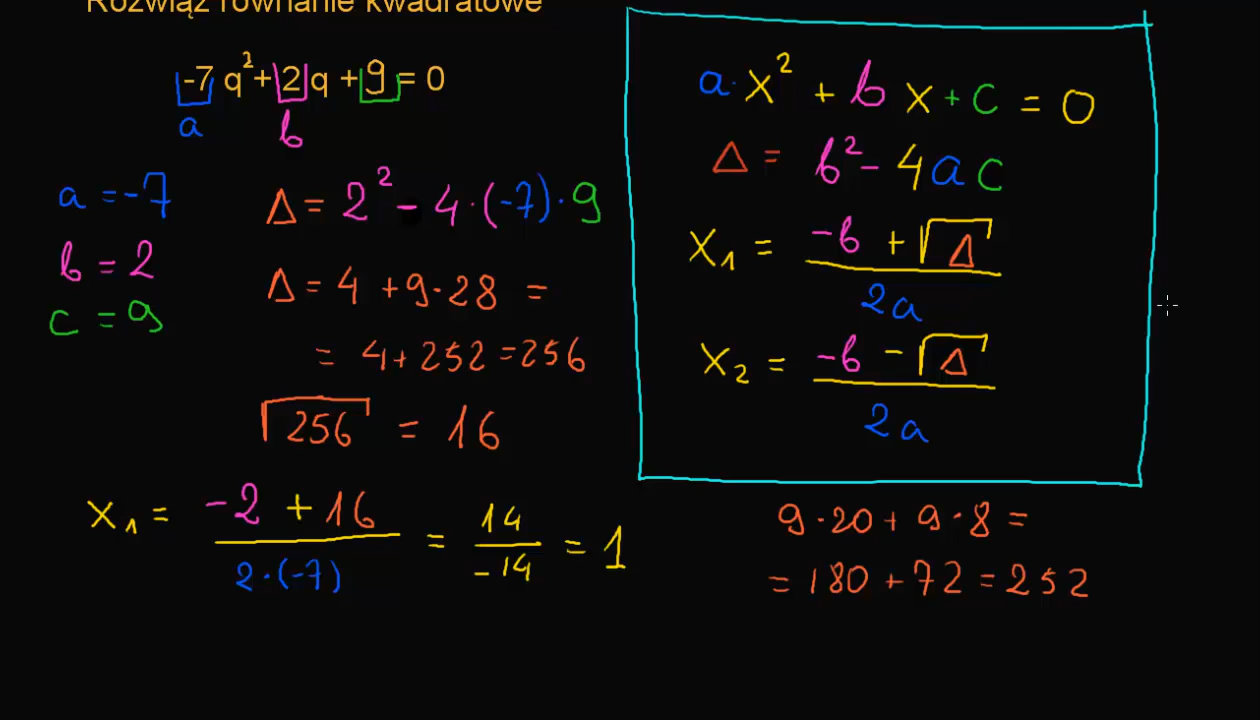 Rozwiąż równanie kwadratowe
-7q²+2q+9=0
a b
a = -7
b = 2
c = 9
Δ = 2² - 4·(-7)·9
Δ = 4 + 9·28 =
= 4 + 252 = 256
√256 = 16
x₁ = (-2 + 16)/(2·(-7)) = 14/(-14) = 1
a·x² + bx + c = 0
Δ = b² - 4ac
x₁ = (-b + √Δ)/(2a)
x₂ = (-b - √Δ)/(2a)
9·20 + 9·8 =
= 180 + 72 = 252